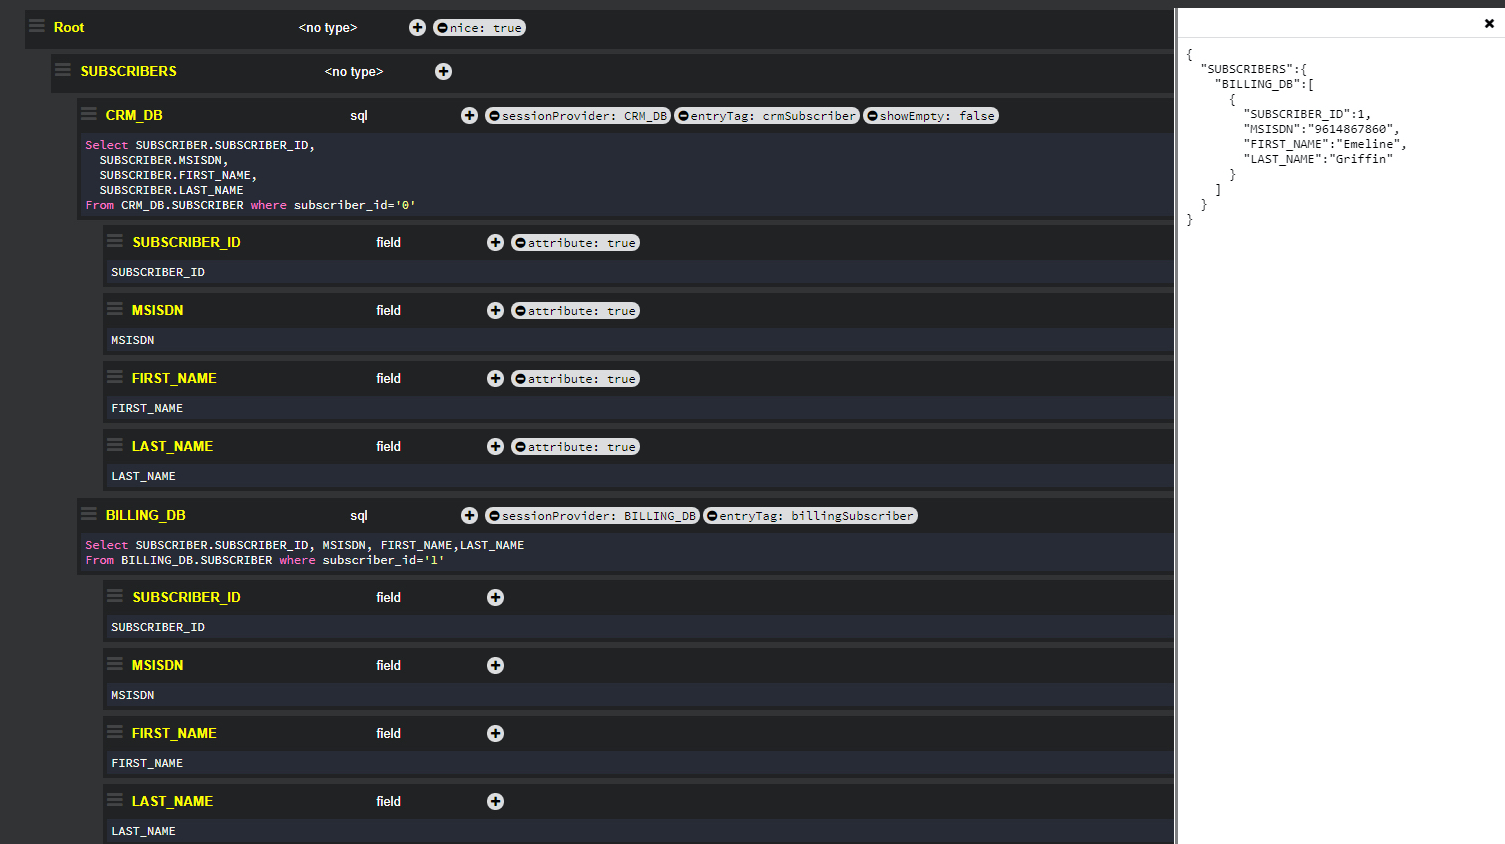 Root <no type> nice: true
SUBSCRIBERS <no type>
CRM_DB sql sessionProvider: CRM_DB entryTag: crmSubscriber showEmpty: false
Select SUBSCRIBER.SUBSCRIBER_ID,
SUBSCRIBER.MSISDN,
SUBSCRIBER.FIRST_NAME,
SUBSCRIBER.LAST_NAME
From CRM_DB.SUBSCRIBER where subscriber_id='0'
SUBSCRIBER_ID field attribute: true
SUBSCRIBER_ID
MSISDN field attribute: true
MSISDN
FIRST_NAME field attribute: true
FIRST_NAME
LAST_NAME field attribute: true
LAST_NAME
BILLING_DB sql sessionProvider: BILLING_DB entryTag: billingSubscriber
Select SUBSCRIBER.SUBSCRIBER_ID, MSISDN, FIRST_NAME,LAST_NAME
From BILLING_DB.SUBSCRIBER where subscriber_id='1'
SUBSCRIBER_ID field
SUBSCRIBER_ID
MSISDN field
MSISDN
FIRST_NAME field
FIRST_NAME
LAST_NAME field
LAST_NAME
{
"SUBSCRIBERS":{
"BILLING_DB":[
{
"SUBSCRIBER_ID":1,
"MSISDN":"9614867860",
"FIRST_NAME":"Emeline",
"LAST_NAME":"Griffin"
}
]
}
}